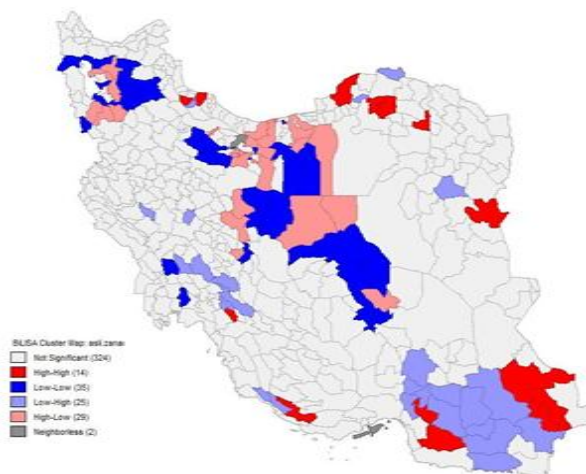 BiLISA Cluster Map: asli.zanav
Not Significant (324)
High-High (14)
Low-Low (35)
Low-High (25)
High-Low (29)
Neighborless (2)